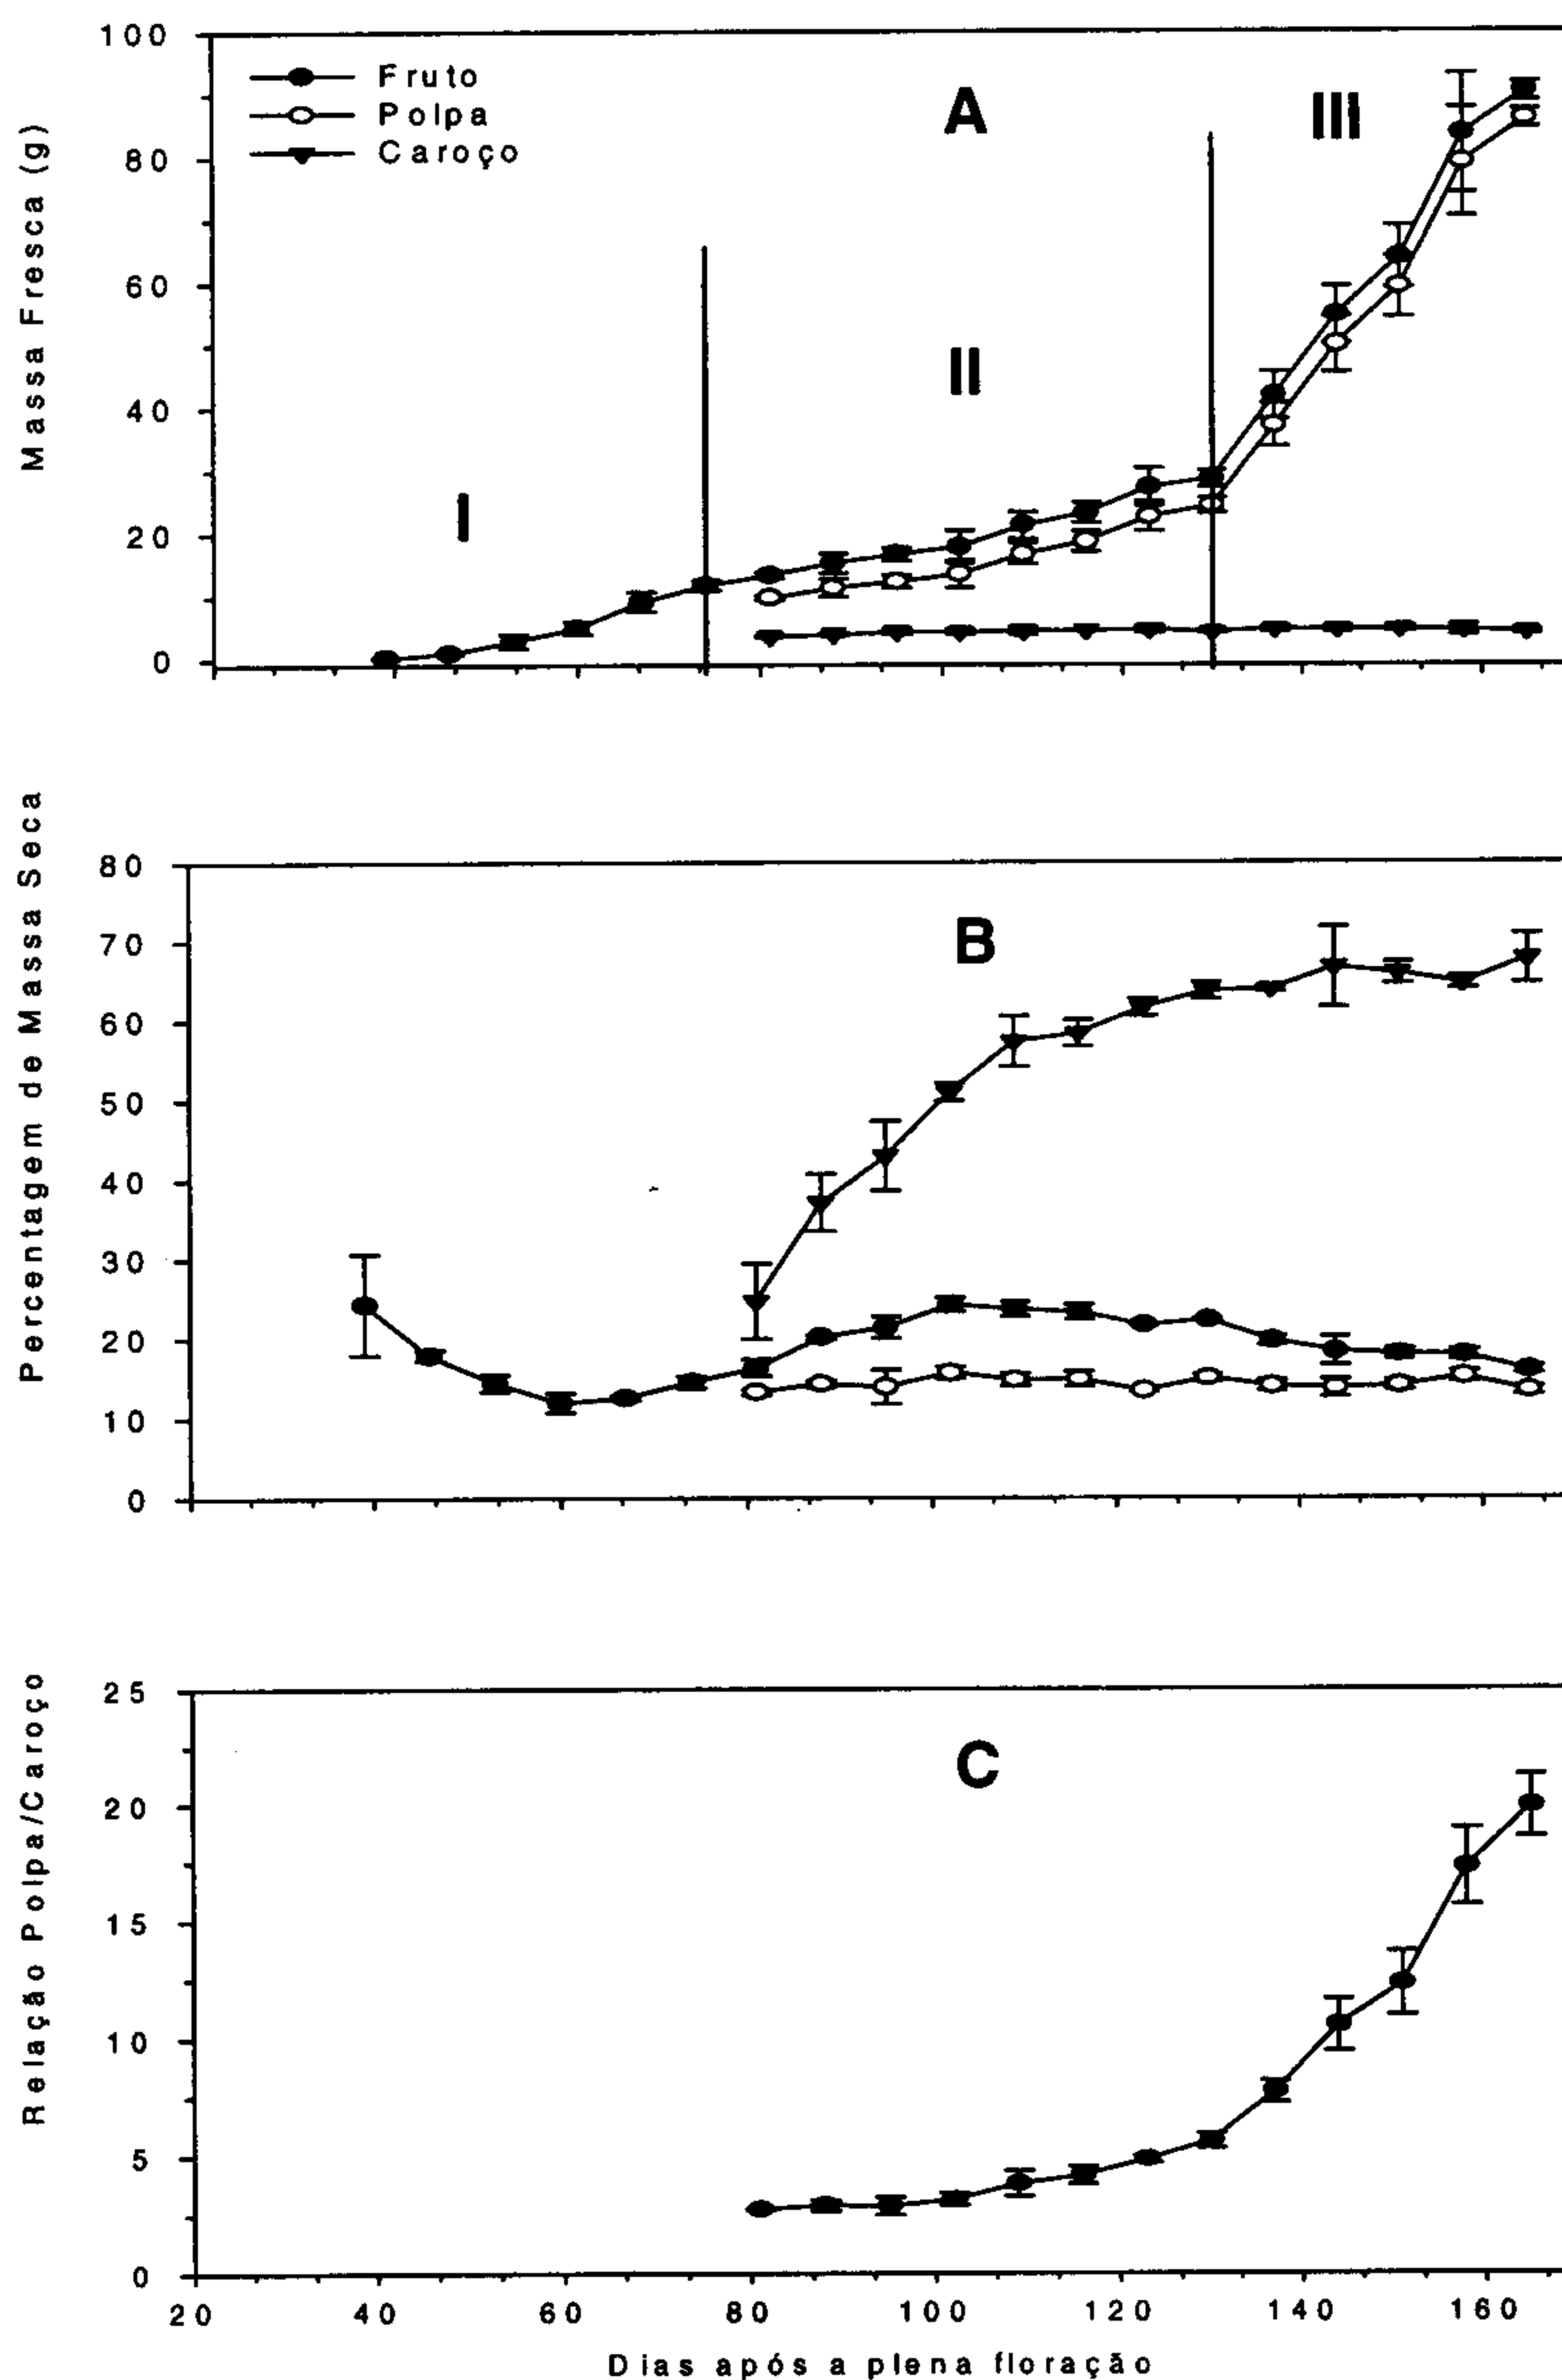 Massa Fresca (g)
100
80
60
40
20
0
Fruto
Polpa
Caroço
A
I
II
III
Percentagem de Massa Seca
80
70
60
50
40
30
20
10
0
B
Relação Polpa/Caroço
25
20
15
10
5
0
C
20 40 60 80 100 120 140 160
Dias após a plena floração